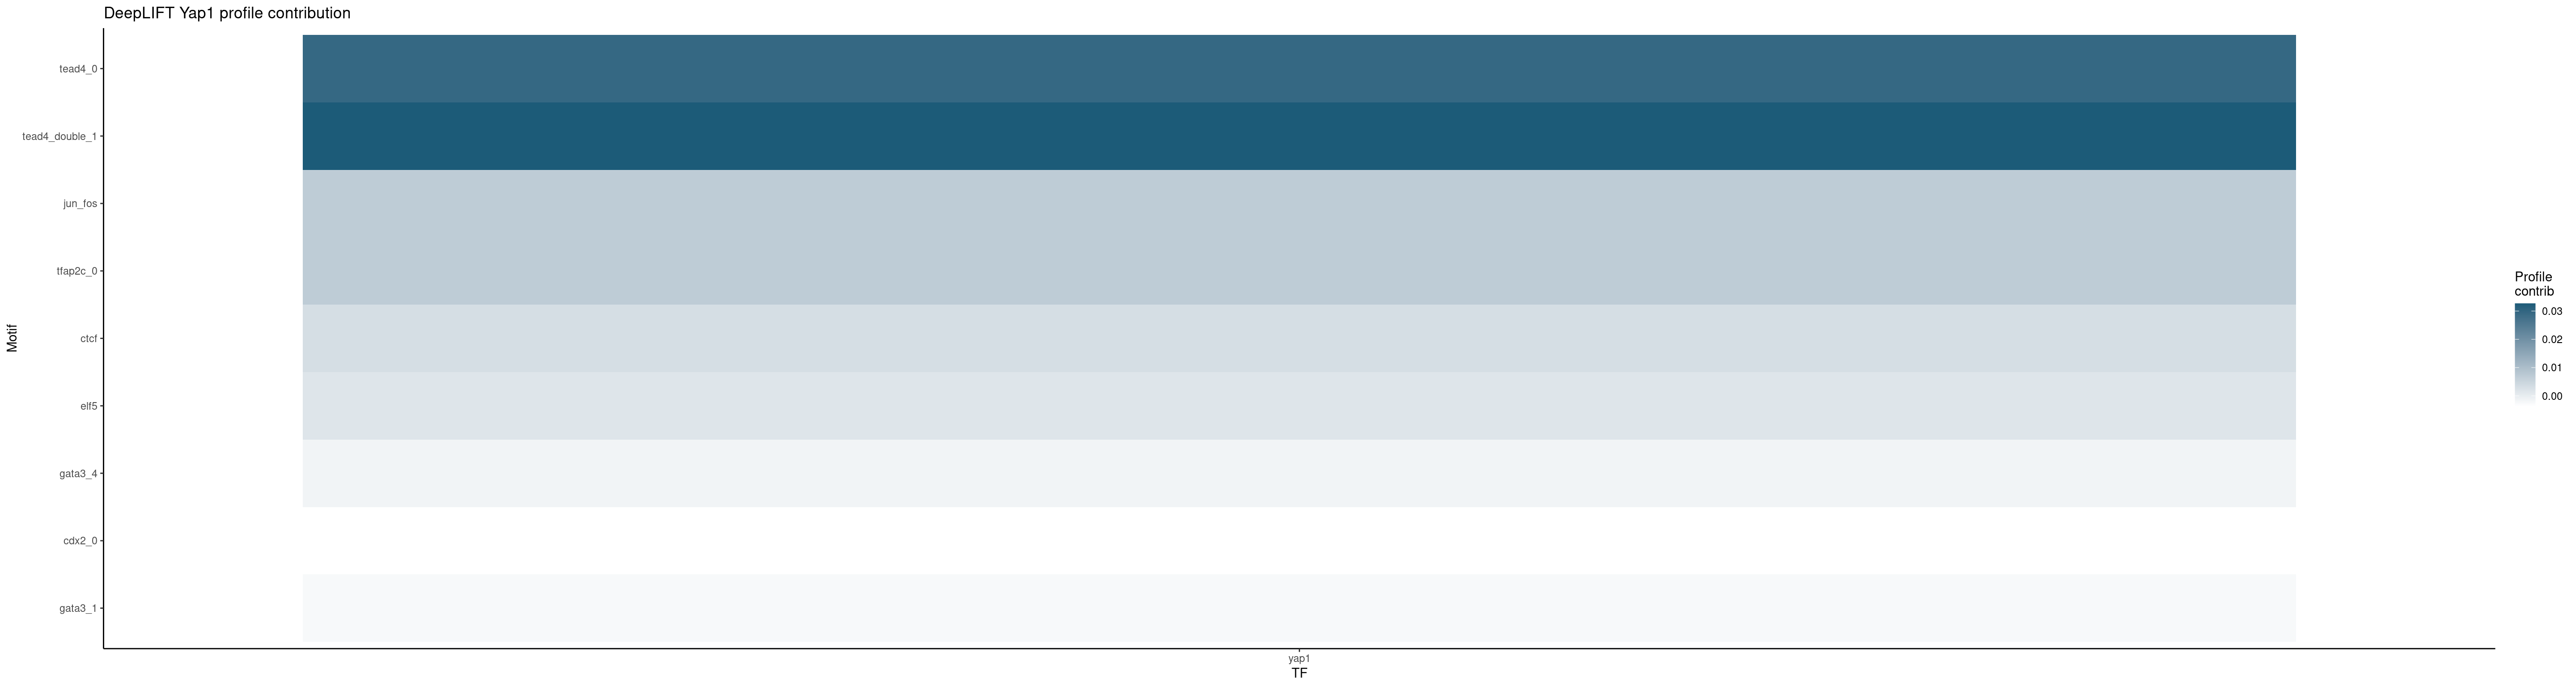 DeepLIFT Yap1 profile contribution
Motif
tead4_0
tead4_double_1
jun_fos
tfap2c_0
ctcf
elf5
gata3_4
cdx2_0
gata3_1
yap1
TF
Profile
contrib
0.03
0.02
0.01
0.00